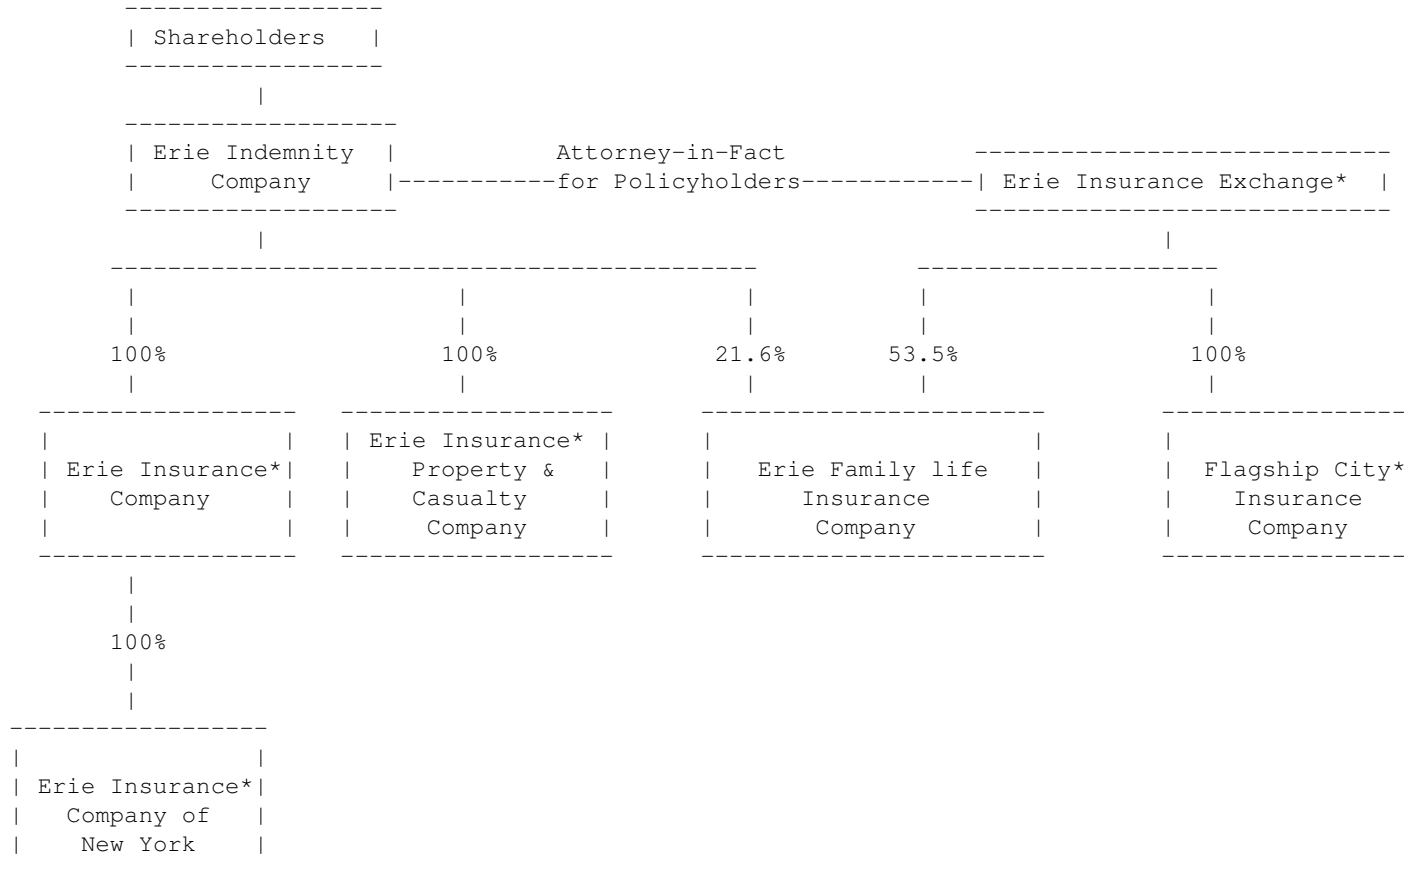 Shareholders
Erie Indemnity
Company
Attorney-in-Fact
for Policyholders
Erie Insurance Exchange*
100%
100%
21.6%
53.5%
100%
Erie Insurance*
Company
Erie Insurance*
Property &
Casualty
Company
Erie Family life
Insurance
Company
Flagship City*
Insurance
Company
100%
Erie Insurance*
Company of
New York